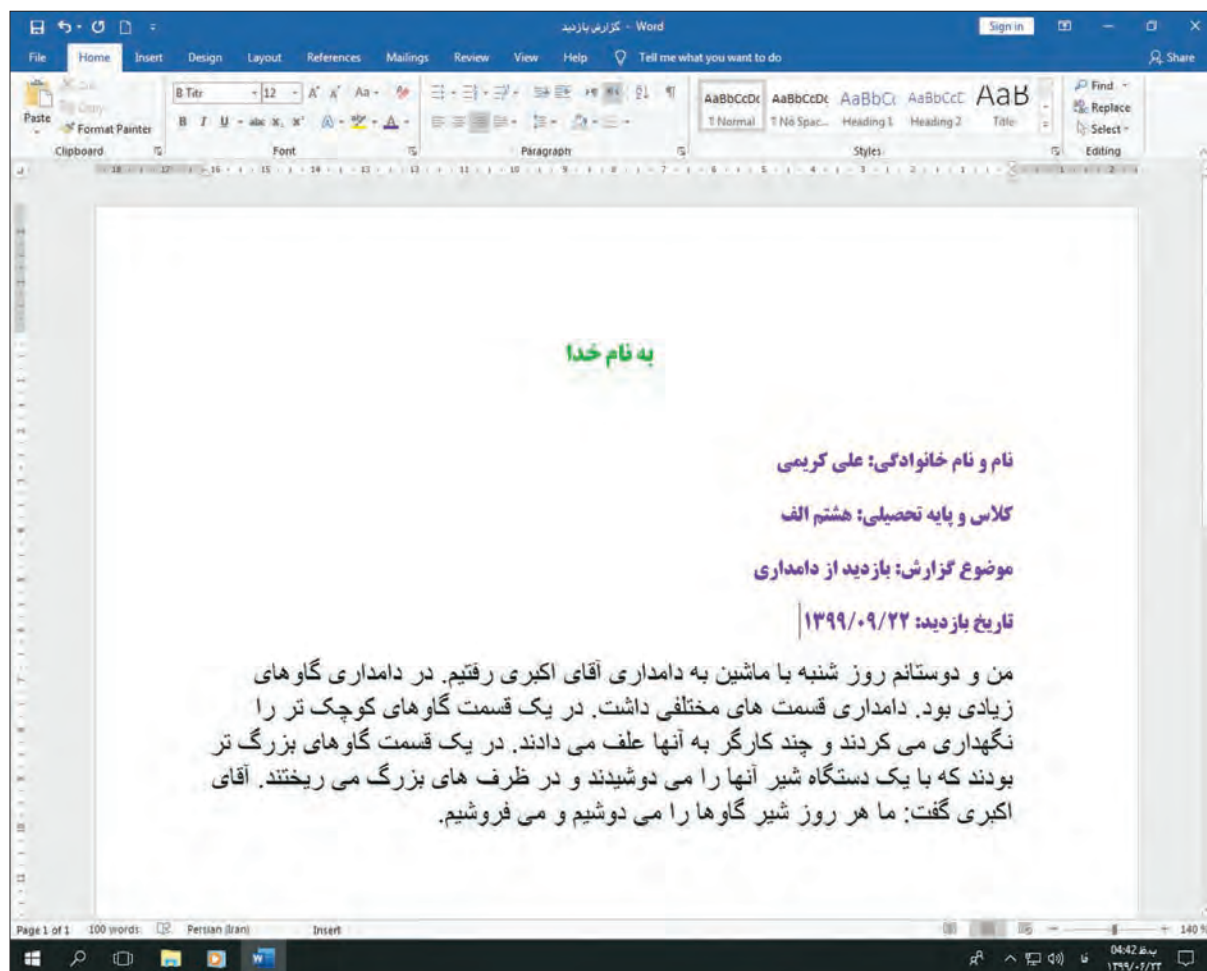 گزارش بازدید - Word
Sign in
File Home Insert Design Layout References Mailings Review View Help Tell me what you want to do Share
Paste
Cut
Copy
Format Painter
Clipboard
B Titr 12
Font
Paragraph
AaBbCcDc AaBbCcDc AaBbCc AaBbCcC AaB
¶ Normal ¶ No Spac... Heading 1 Heading 2 Title
Styles
Find
Replace
Select
Editing
به نام خدا
نام و نام خانوادگی: علی کریمی
کلاس و پایه تحصیلی: هشتم الف
موضوع گزارش: بازدید از دامداری
تاریخ بازدید: ۱۳۹۹/۰۹/۲۲
من و دوستانم روز شنبه با ماشین به دامداری آقای اکبری رفتیم. در دامداری گاوهای
زیادی بود. دامداری قسمت های مختلفی داشت. در یک قسمت گاوهای کوچک تر را
نگهداری می کردند و چند کارگر به آنها علف می دادند. در یک قسمت گاوهای بزرگ تر
بودند که با یک دستگاه شیر آنها را می دوشیدند و در ظرف های بزرگ می ریختند. آقای
اکبری گفت: ما هر روز شیر گاوها را می دوشیم و می فروشیم.
Page 1 of 1 100 words Persian (Iran) Insert 140 %
فا
04:42 ب.ظ
۱۳۹۹/۰۶/۲۳